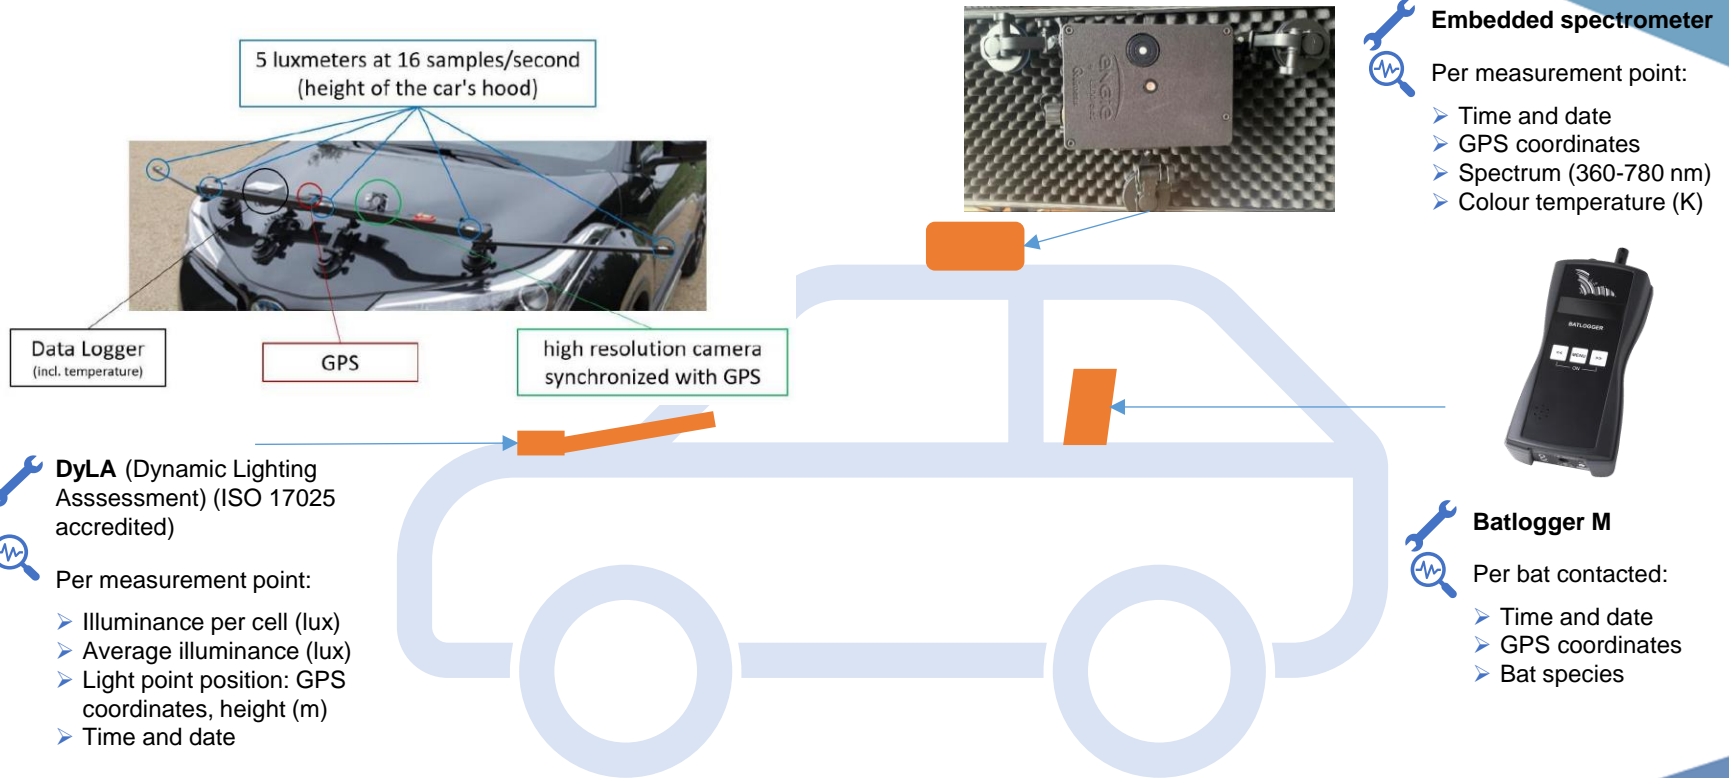 5 luxmeters at 16 samples/second
(height of the car's hood)
Data Logger
(incl. temperature)
GPS
high resolution camera
synchronized with GPS
DyLA (Dynamic Lighting
Asssessment) (ISO 17025
accredited)
Per measurement point:
Illuminance per cell (lux)
Average illuminance (lux)
Light point position: GPS
coordinates, height (m)
Time and date
Embedded spectrometer
Per measurement point:
Time and date
GPS coordinates
Spectrum (360-780 nm)
Colour temperature (K)
BATLOGGER
<< MENU >>
ON
Batlogger M
Per bat contacted:
Time and date
GPS coordinates
Bat species